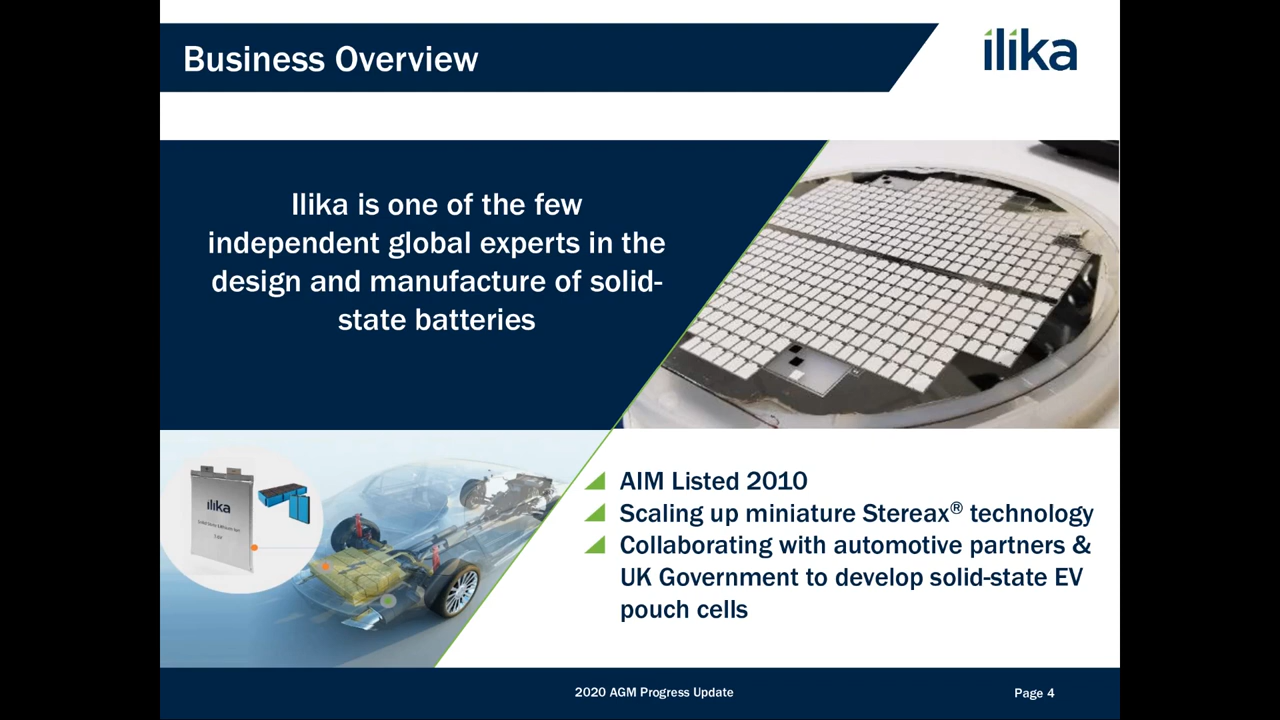 Business Overview
ilika
Ilika is one of the few
independent global experts in the
design and manufacture of solid-
state batteries
ilika
AIM Listed 2010
Scaling up miniature Stereax® technology
Collaborating with automotive partners &
UK Government to develop solid-state EV
pouch cells
2020 AGM Progress Update
Page 4